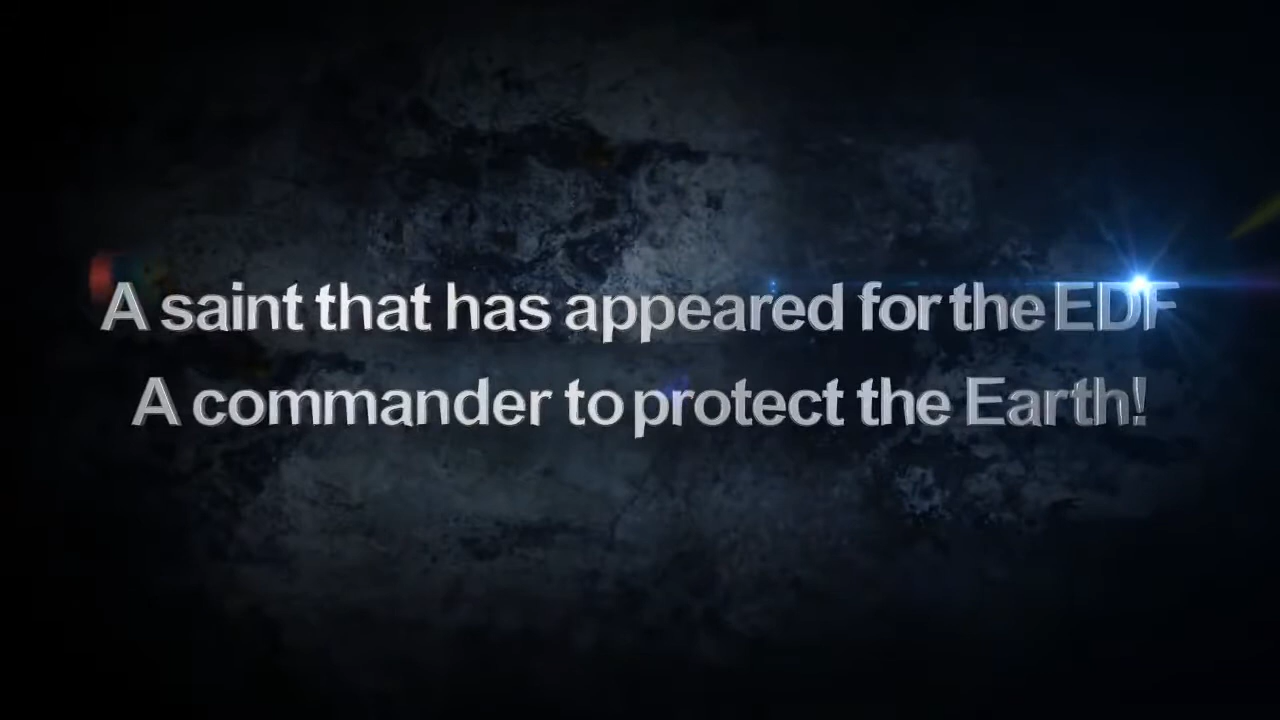 A saint that has appeared for the EDF
A commander to protect the Earth!